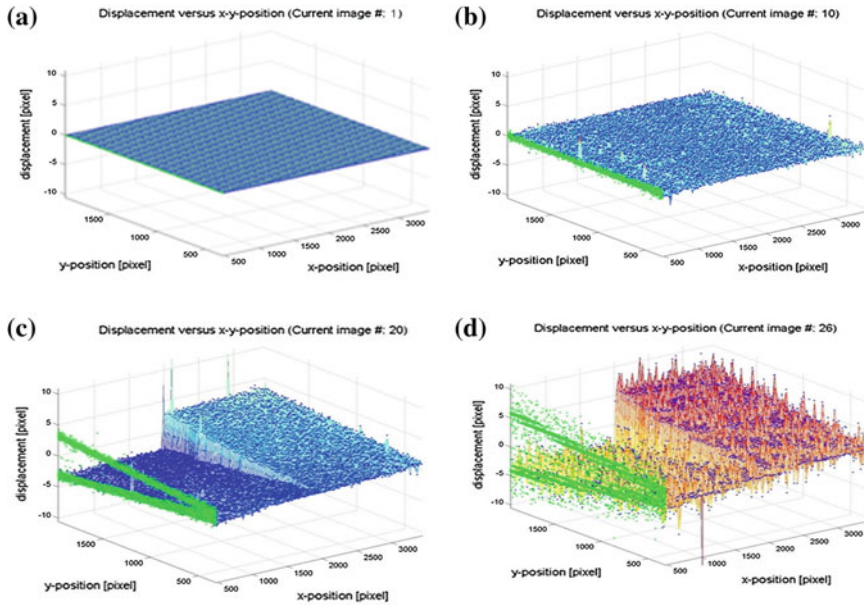 (a)
Displacement versus x-y-position (Current image #: 1)
10
5
0
-5
-10
displacement [pixel]
1500
1000
500
y-position [pixel]
500
1000
1500
2000
2500
3000
x-position [pixel]
(b)
Displacement versus x-y-position (Current image #: 10)
10
5
0
-5
-10
displacement [pixel]
1500
1000
500
y-position [pixel]
500
1000
1500
2000
2500
3000
x-position [pixel]
(c)
Displacement versus x-y-position (Current image #: 20)
10
5
0
-5
-10
displacement [pixel]
1500
1000
500
y-position [pixel]
500
1000
1500
2000
2500
3000
x-position [pixel]
(d)
Displacement versus x-y-position (Current image #: 26)
10
5
0
-5
-10
displacement [pixel]
1500
1000
500
y-position [pixel]
500
1000
1500
2000
2500
3000
x-position [pixel]